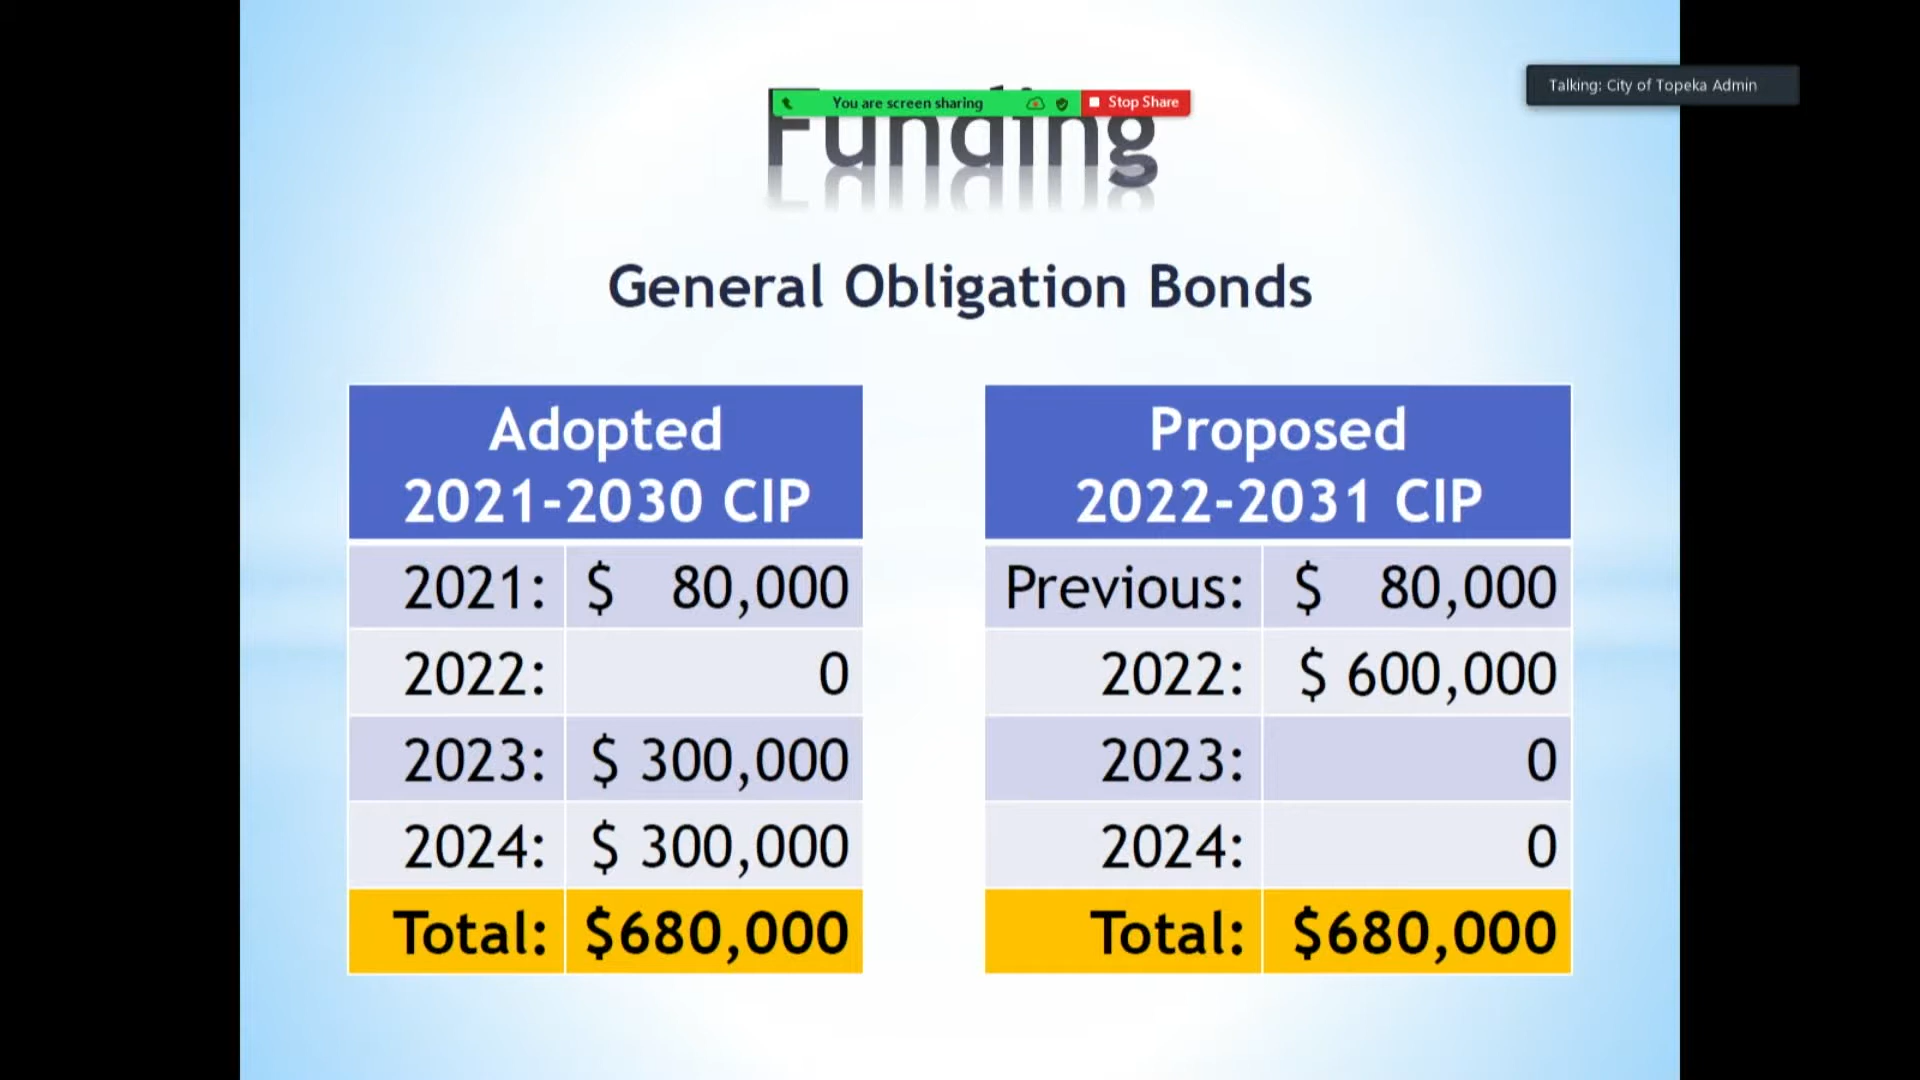 Talking: City of Topeka Admin
You are screen sharing
Stop Share
Funding
General Obligation Bonds
Adopted
2021-2030 CIP
2021: $ 80,000
2022: 0
2023: $ 300,000
2024: $ 300,000
Total: $680,000
Proposed
2022-2031 CIP
Previous: $ 80,000
2022: $ 600,000
2023: 0
2024: 0
Total: $680,000